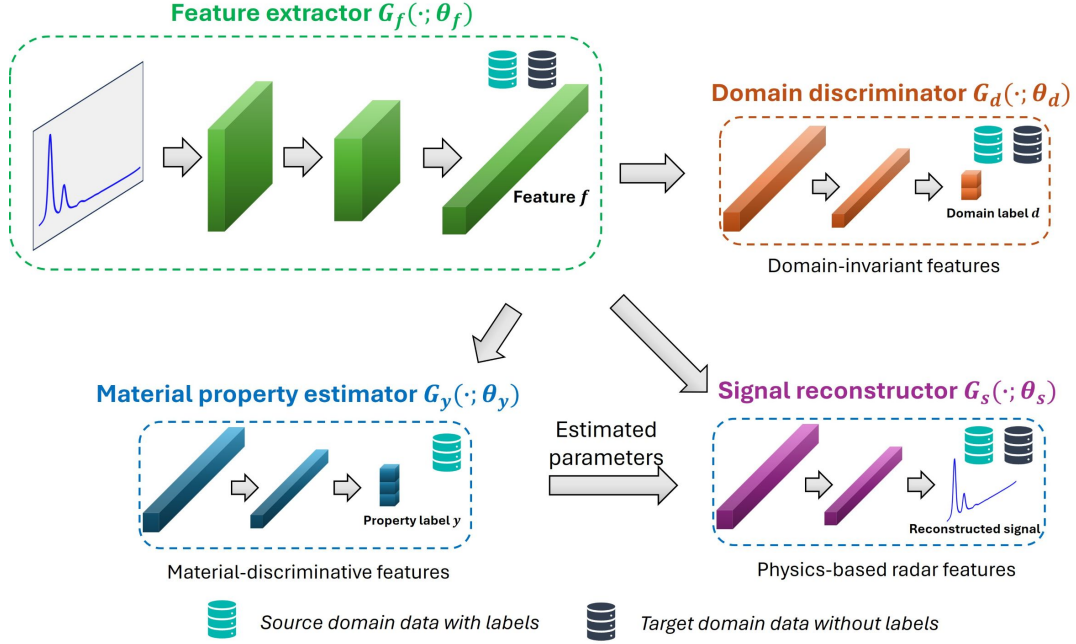 Feature extractor G_f(·; θ_f)
Feature f
Domain discriminator G_d(·; θ_d)
Domain label d
Domain-invariant features
Material property estimator G_y(·; θ_y)
Property label y
Material-discriminative features
Estimated
parameters
Signal reconstructor G_s(·; θ_s)
Reconstructed signal
Physics-based radar features
Source domain data with labels
Target domain data without labels